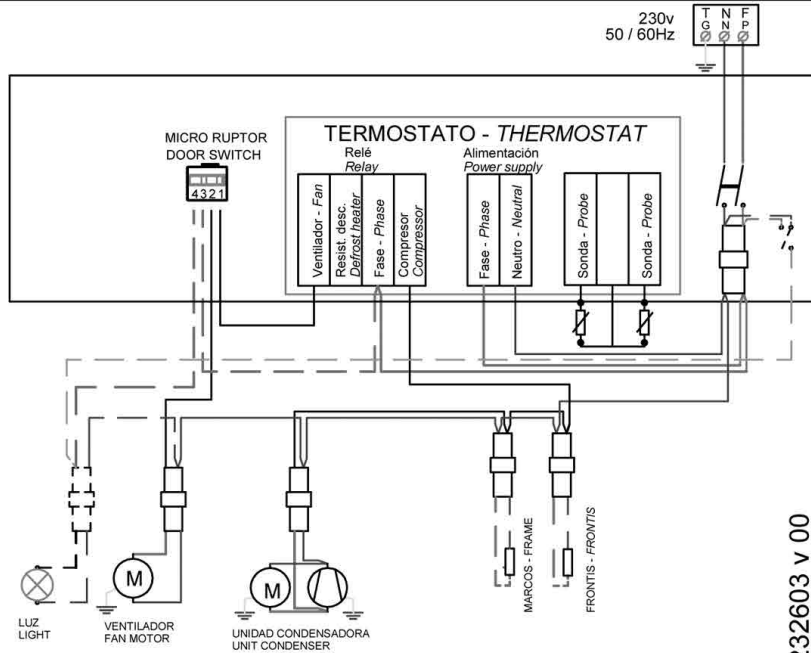 230v
50 / 60Hz
T N F
G N P
MICRO RUPTOR
DOOR SWITCH
4321
TERMOSTATO - THERMOSTAT
Relé
Relay
Alimentación
Power supply
Ventilador - Fan
Resist. desc.
Defrost heater
Fase - Phase
Compresor
Compressor
Fase - Phase
Neutro - Neutral
Sonda - Probe
Sonda - Probe
MARCOS - FRAME
FRONTIS - FRONTIS
M
M
LUZ
LIGHT
VENTILADOR
FAN MOTOR
UNIDAD CONDENSADORA
UNIT CONDENSER
232603 v 00